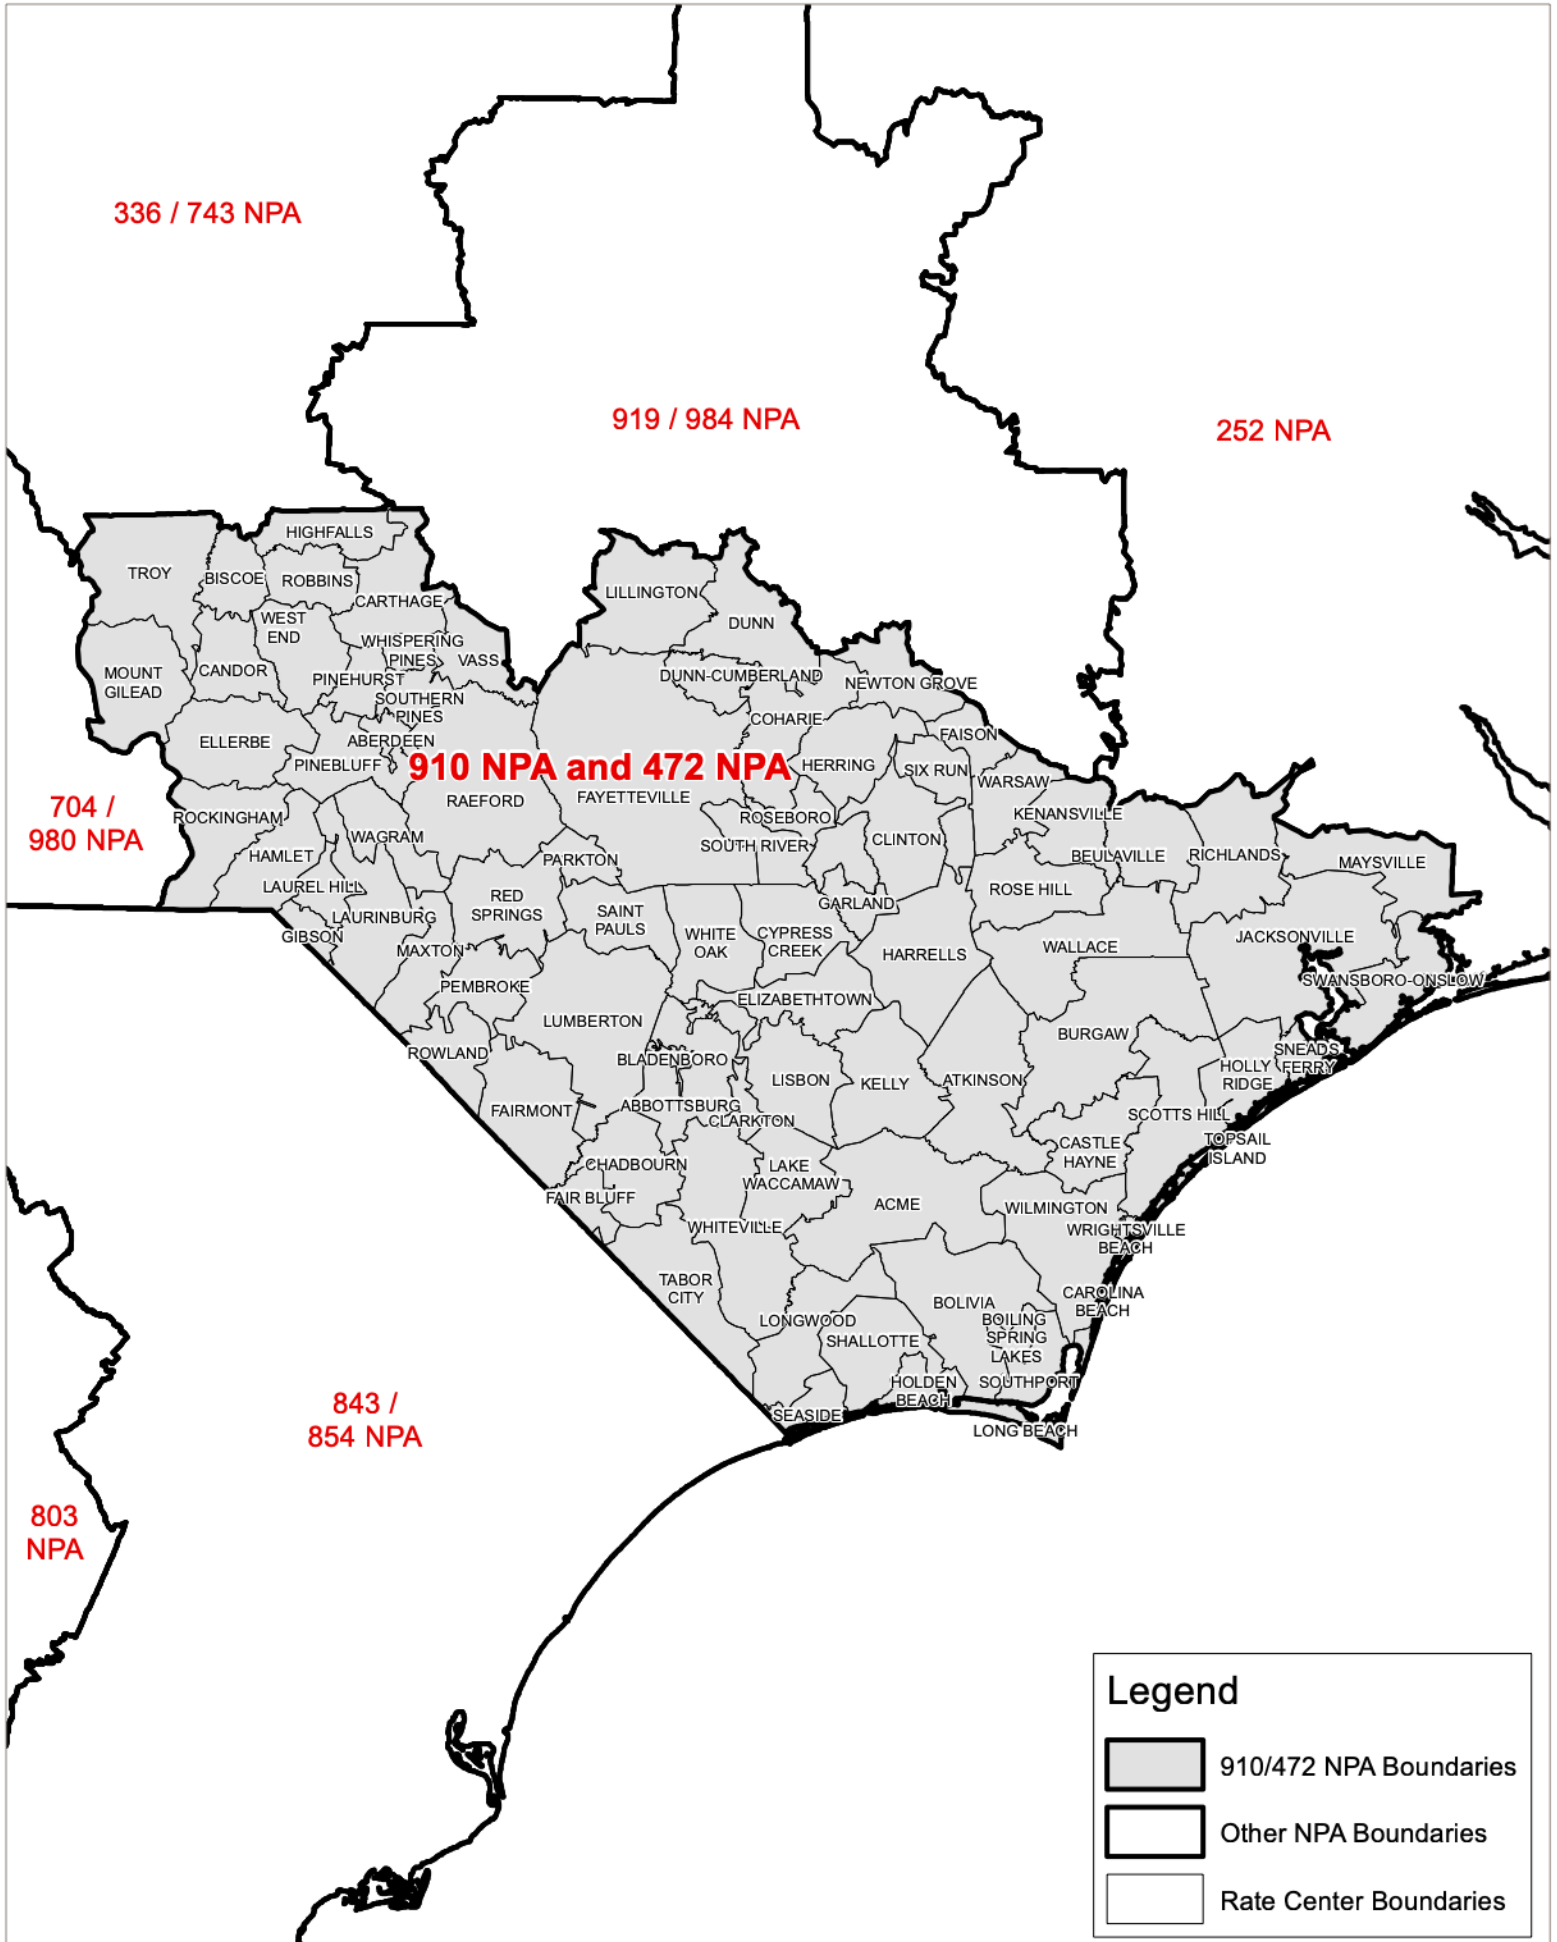 336 / 743 NPA
919 / 984 NPA
252 NPA
HIGHFALLS
TROY
BISCOE
ROBBINS
LILLINGTON
CARTHAGE
WEST
END
DUNN
WHISPERING
PINES
VASS
MOUNT
GILEAD
CANDOR
PINEHURST
DUNN-CUMBERLAND
NEWTON GROVE
SOUTHERN
PINES
COHARIE
ELLERBE
ABERDEEN
FAISON
PINEBLUFF
910 NPA and 472 NPA
HERRING
SIX RUN
WARSAW
RAEFORD
FAYETTEVILLE
704 /
980 NPA
ROCKINGHAM
ROSEBORO
KENANSVILLE
WAGRAM
SOUTH RIVER
CLINTON
HAMLET
PARKTON
BEULAVILLE
RICHLANDS
MAYSVILLE
LAUREL HILL
RED
SPRINGS
ROSE HILL
GARLAND
LAURINBURG
SAINT
PAULS
GIBSON
WHITE
OAK
CYPRESS
CREEK
JACKSONVILLE
MAXTON
HARRELLS
WALLACE
PEMBROKE
SWANSBORO-ONSLOW
ELIZABETHTOWN
LUMBERTON
BURGAW
ROWLAND
BLADENBORO
SNEADS
FERRY
LISBON
KELLY
ATKINSON
HOLLY
RIDGE
FAIRMONT
ABBOTTSBURG
CLARKTON
SCOTTS HILL
CASTLE
HAYNE
TOPSAIL
ISLAND
CHADBOURN
LAKE
WACCAMAW
FAIR BLUFF
ACME
WILMINGTON
WHITEVILLE
WRIGHTSVILLE
BEACH
TABOR
CITY
BOLIVIA
CAROLINA
BEACH
LONGWOOD
BOILING
SPRING
LAKES
SHALLOTTE
HOLDEN
BEACH
SOUTHPORT
SEASIDE
LONG BEACH
843 /
854 NPA
803
NPA
Legend
910/472 NPA Boundaries
Other NPA Boundaries
Rate Center Boundaries